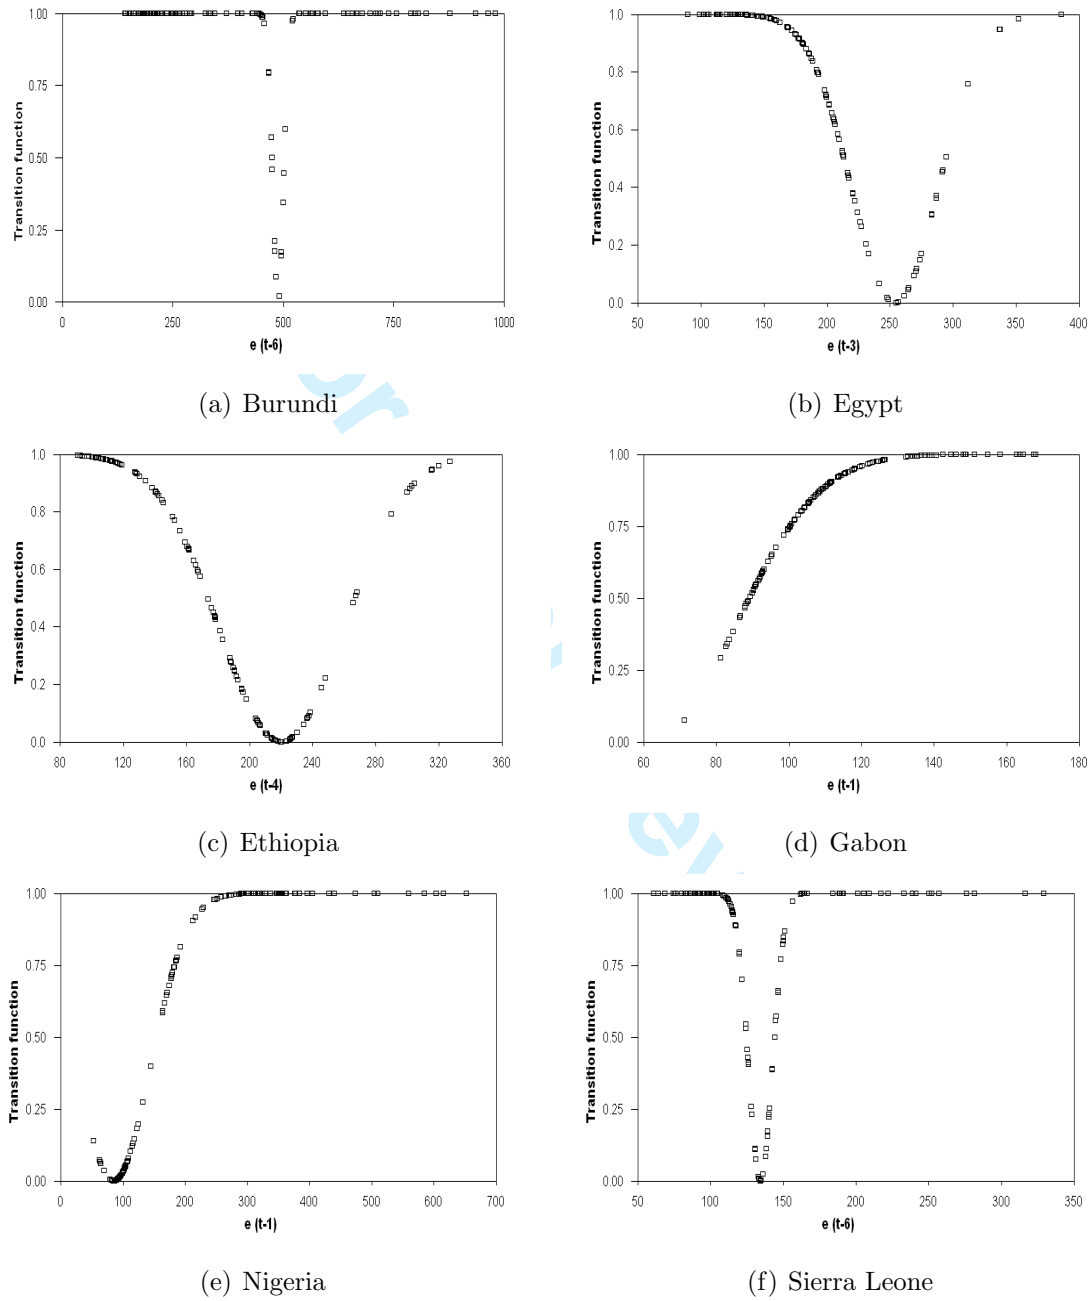 1.00
0.75
0.50
0.25
0.00
0 250 500 750 1000
Transition function
e (t-6)
(a) Burundi
1.0
0.8
0.6
0.4
0.2
0.0
50 100 150 200 250 300 350 400
Transition function
e (t-3)
(b) Egypt
1.0
0.8
0.6
0.4
0.2
0.0
80 120 160 200 240 280 320 360
Transition function
e (t-4)
(c) Ethiopia
1.00
0.75
0.50
0.25
0.00
60 80 100 120 140 160 180
Transition function
e (t-1)
(d) Gabon
1.00
0.75
0.50
0.25
0.00
0 100 200 300 400 500 600 700
Transition function
e (t-1)
(e) Nigeria
1.00
0.75
0.50
0.25
0.00
50 100 150 200 250 300 350
Transition function
e (t-6)
(f) Sierra Leone